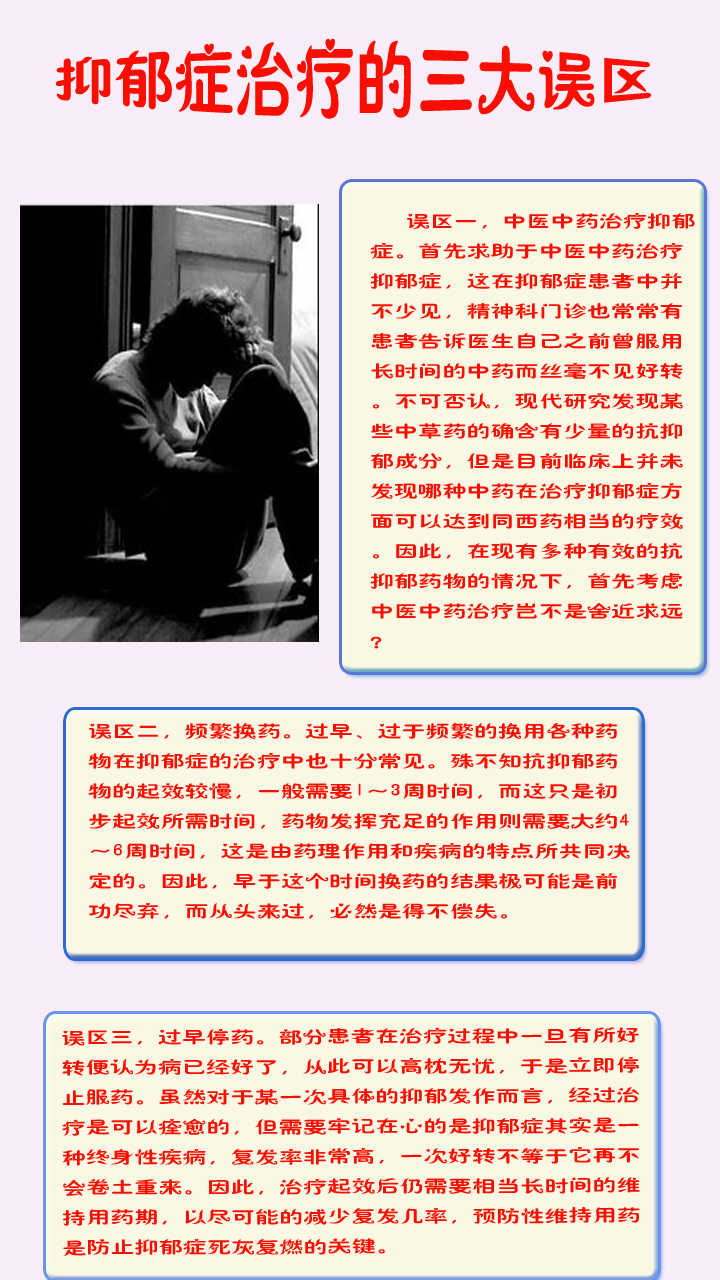 抑郁症治疗的三大误区
误区一，中医中药治疗抑郁
症。首先求助于中医中药治疗
抑郁症，这在抑郁症患者中并
不少见，精神科门诊也常常有
患者告诉医生自己之前曾服用
长时间的中药而丝毫不见好转
。不可否认，现代研究发现某
些中草药的确含有少量的抗抑
郁成分，但是目前临床上并未
发现哪种中药在治疗抑郁症方
面可以达到同西药相当的疗效
。因此，在现有多种有效的抗
抑郁药物的情况下，首先考虑
中医中药治疗岂不是舍近求远
？
误区二，频繁换药。过早、过于频繁的换用各种药
物在抑郁症的治疗中也十分常见。殊不知抗抑郁药
物的起效较慢，一般需要1～3周时间，而这只是初
步起效所需时间，药物发挥充足的作用则需要大约4
～6周时间，这是由药理作用和疾病的特点所共同决
定的。因此，早于这个时间换药的结果极可能是前
功尽弃，而从头来过，必然是得不偿失。
误区三，过早停药。部分患者在治疗过程中一旦有所好
转便认为病已经好了，从此可以高枕无忧，于是立即停
止服药。虽然对于某一次具体的抑郁发作而言，经过治
疗是可以痊愈的，但需要牢记在心的是抑郁症其实是一
种终身性疾病，复发率非常高，一次好转不等于它再不
会卷土重来。因此，治疗起效后仍需要相当长时间的维
持用药期，以尽可能的减少复发几率，预防性维持用药
是防止抑郁症死灰复燃的关键。